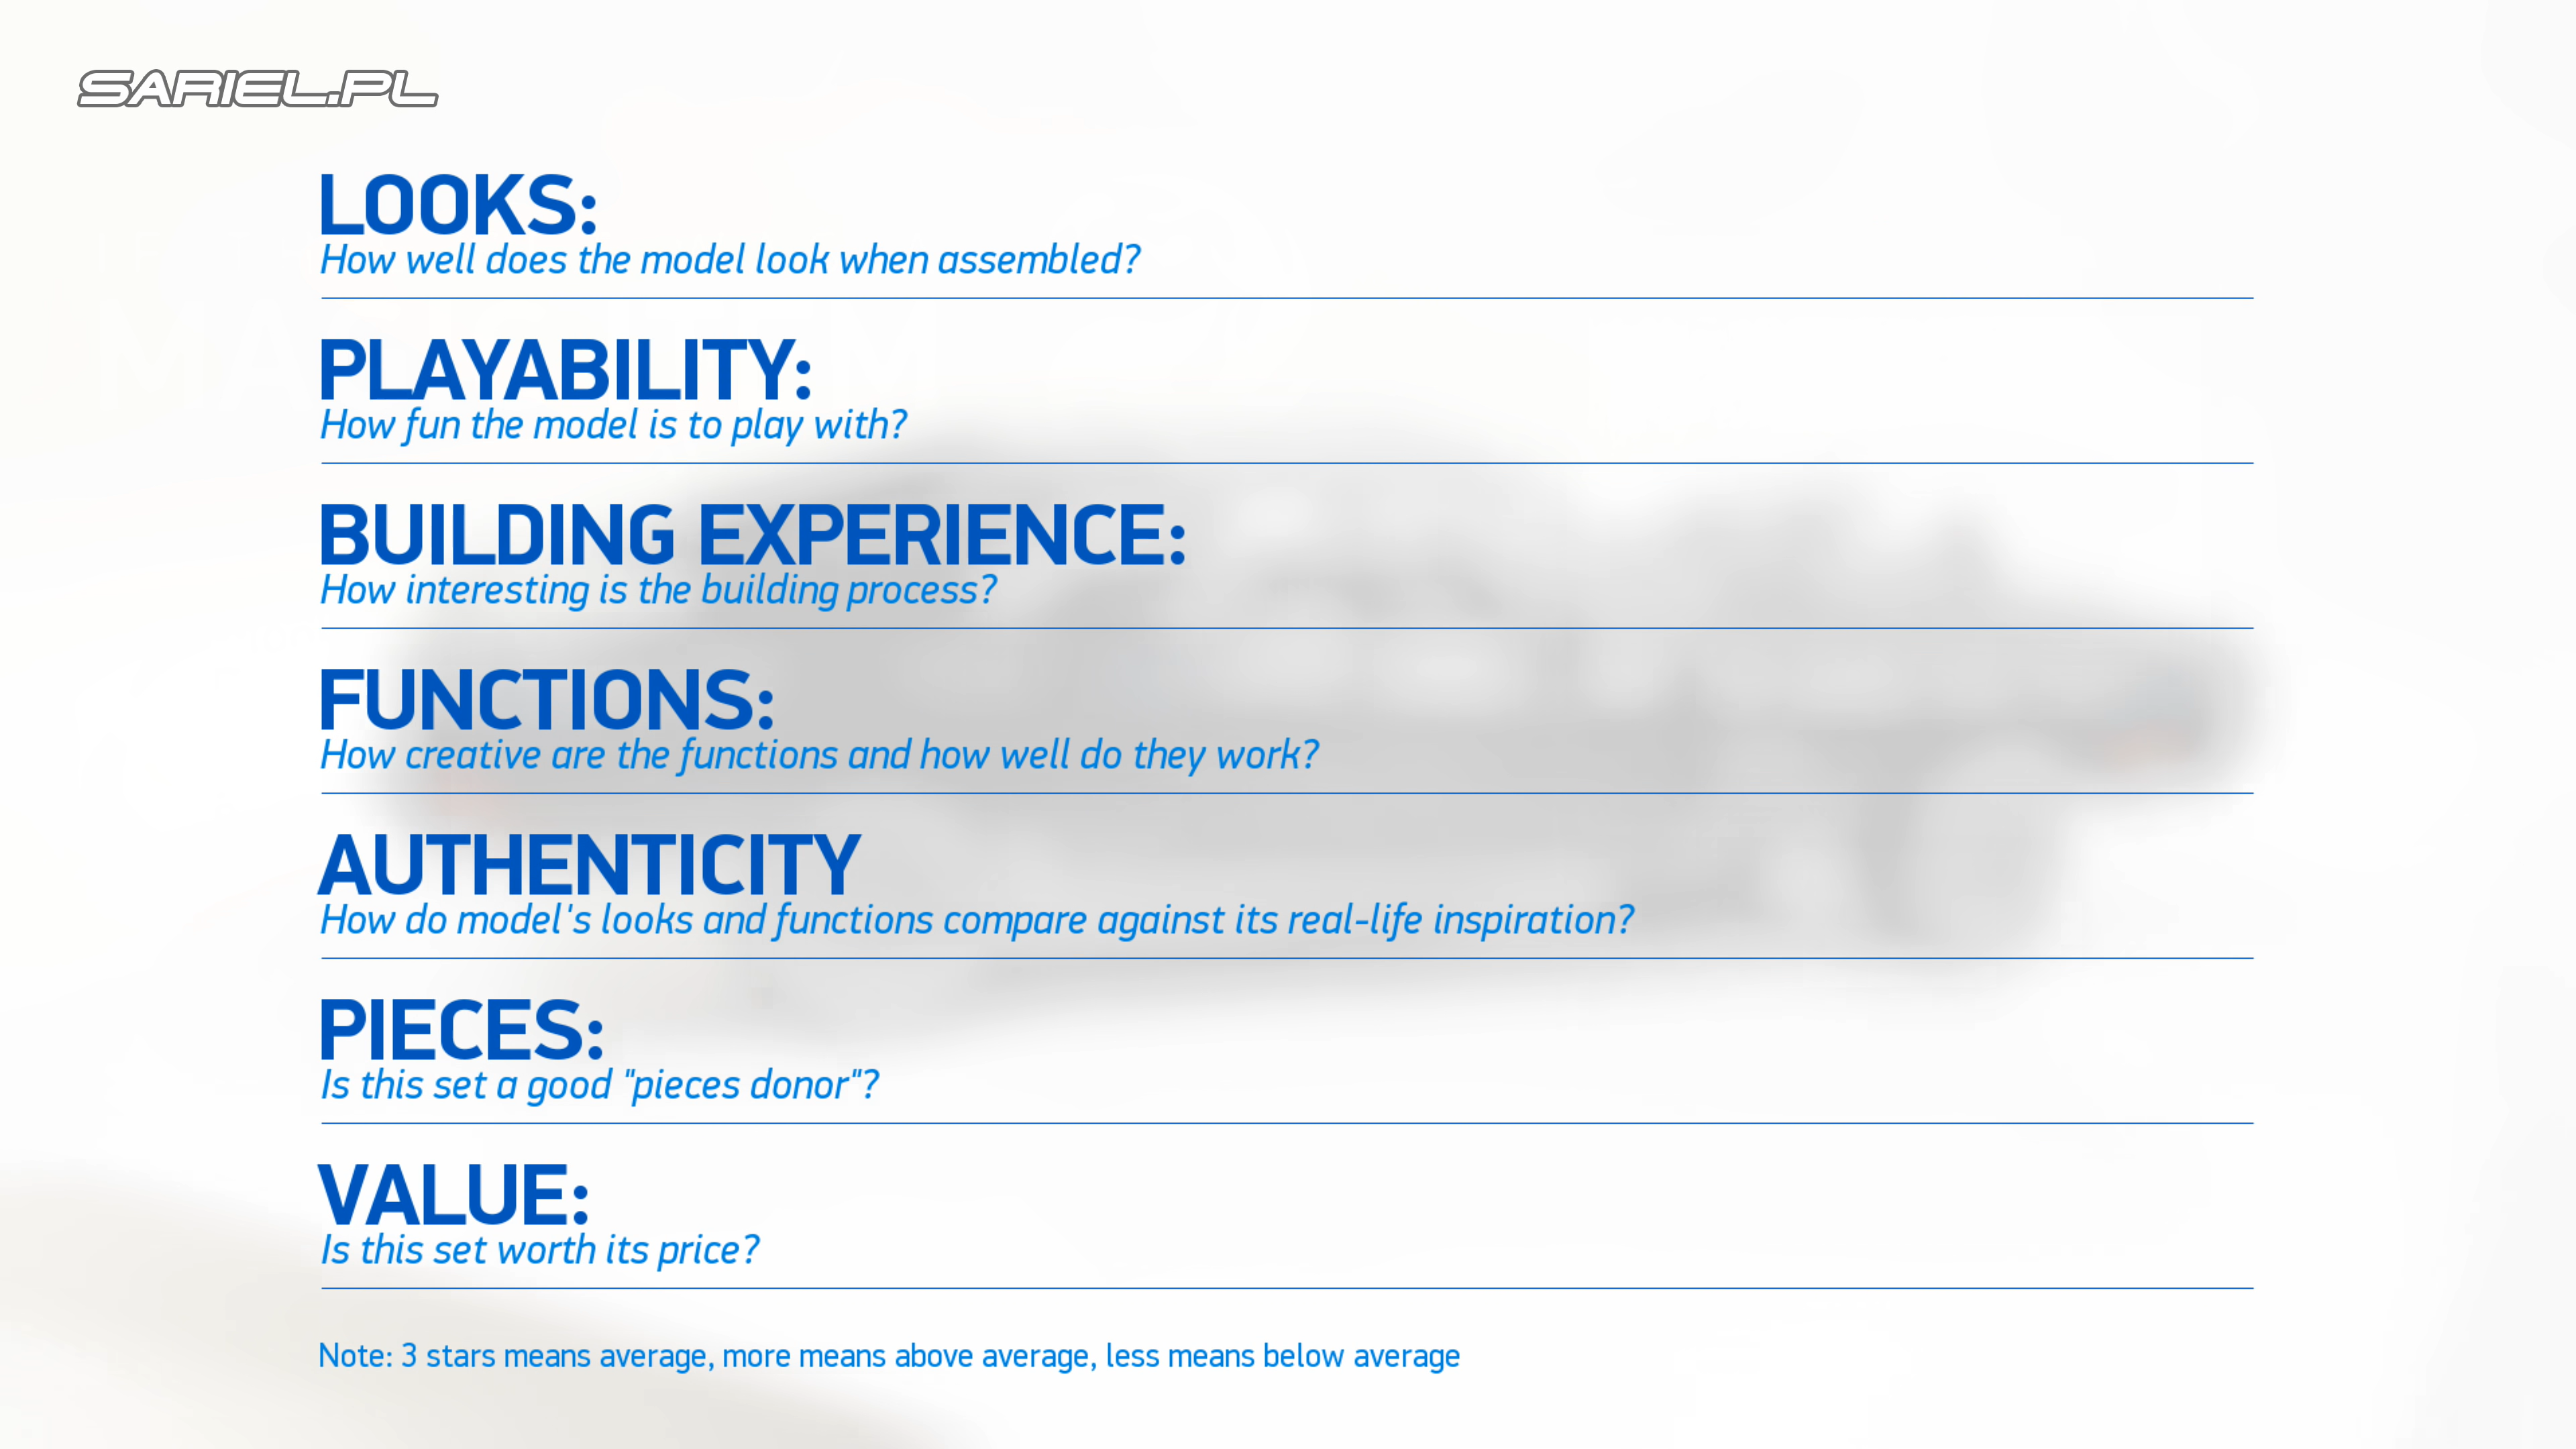 SARIEL.PL
LOOKS:
How well does the model look when assembled?
PLAYABILITY:
How fun the model is to play with?
BUILDING EXPERIENCE:
How interesting is the building process?
FUNCTIONS:
How creative are the functions and how well do they work?
AUTHENTICITY
How do model's looks and functions compare against its real-life inspiration?
PIECES:
Is this set a good "pieces donor"?
VALUE:
Is this set worth its price?
Note: 3 stars means average, more means above average, less means below average